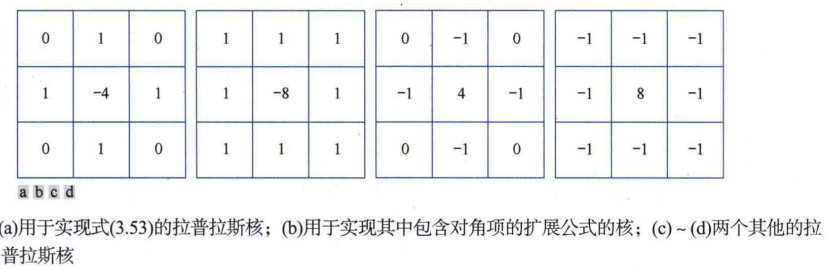 0 1 0 1 1 1 0 −1 0 −1 −1 −1
1 −4 1 1 −8 1 −1 4 −1 −1 8 −1
0 1 0 1 1 1 0 −1 0 −1 −1 −1
a b c d
(a)用于实现式(3.53)的拉普拉斯核；(b)用于实现其中包含对角项的扩展公式的核；(c) ~ (d)两个其他的拉
普拉斯核